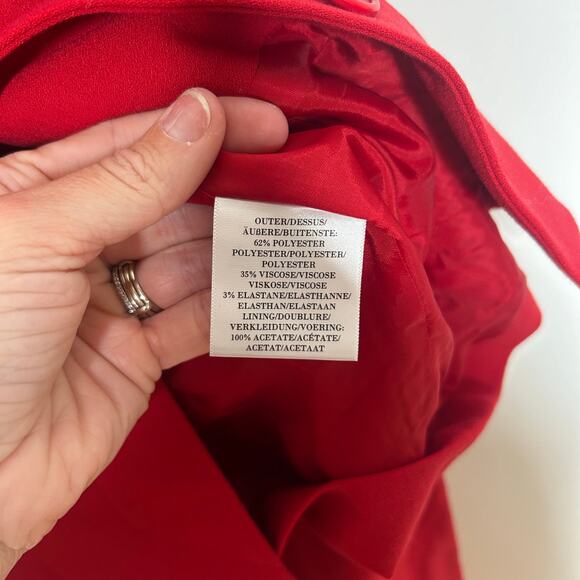 OUTER/DESSUS/
ÄUßERE/BUITENSTE:
62% POLYESTER
POLYESTER/POLYESTER/
POLYESTER
35% VISCOSE/VISCOSE
VISKOSE/VISCOSE
3% ELASTANE/ELASTHANNE/
ELASTHAN/ELASTAAN
LINING/DOUBLURE/
VERKLEIDUNG/VOERING:
100% ACETATE/ACÉTATE/
ACETAT/ACETAAT